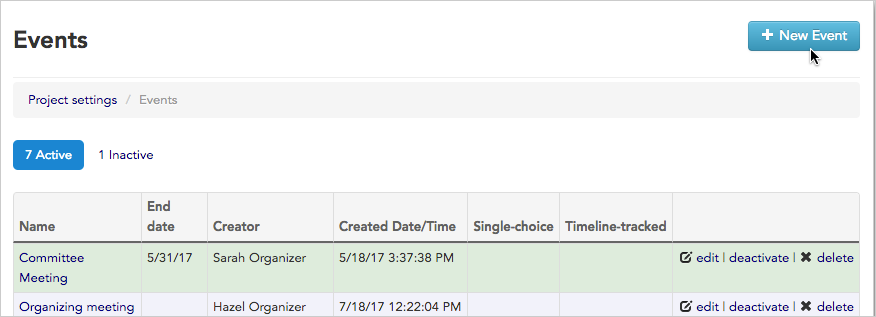 Events
+ New Event
Project settings / Events
7 Active 1 Inactive
Name End date Creator Created Date/Time Single-choice Timeline-tracked
Committee Meeting 5/31/17 Sarah Organizer 5/18/17 3:37:38 PM edit | deactivate | ✖ delete
Organizing meeting Hazel Organizer 7/18/17 12:22:04 PM edit | deactivate | ✖ delete